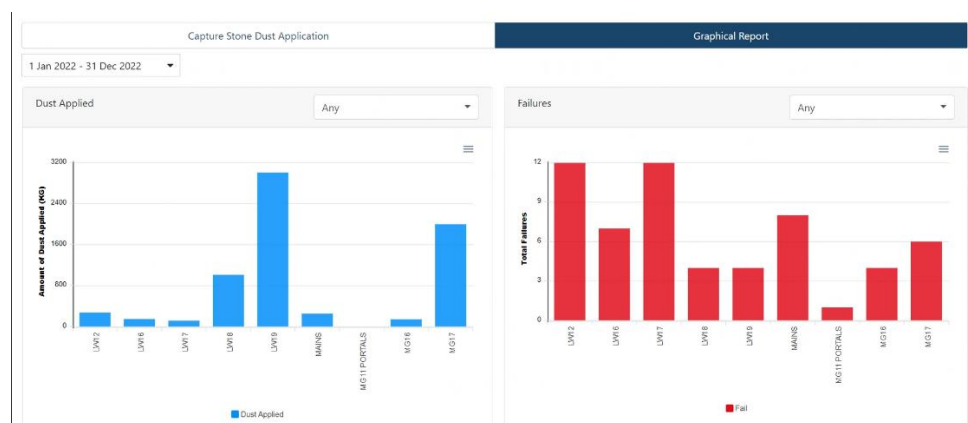 Capture Stone Dust Application
Graphical Report
1 Jan 2022 - 31 Dec 2022
Dust Applied
Any
Amount of Dust Applied (KG)
3200
2400
1600
800
0
LW12
LW16
LW17
LW18
LW19
MAINS
MG11 PORTALS
MG16
MG17
Dust Applied
Failures
Any
Total Failures
12
9
6
3
0
LW12
LW16
LW17
LW18
LW19
MAINS
MG11 PORTALS
MG16
MG17
Fail